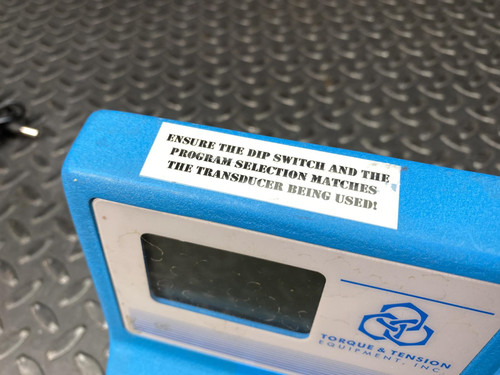 ENSURE THE DIP SWITCH AND THE
PROGRAM SELECTION MATCHES
THE TRANSDUCER BEING USED!
TORQUE & TENSION
EQUIPMENT, INC